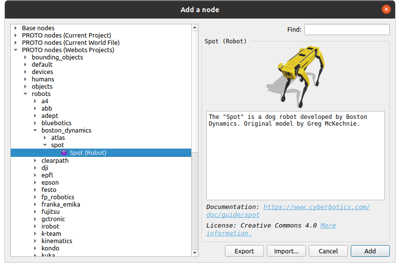 Add a node
Base nodes
PROTO nodes (Current Project)
PROTO nodes (Current World File)
PROTO nodes (Webots Projects)
bounding_objects
default
devices
humans
objects
robots
a4
abb
adept
bluebotics
boston_dynamics
atlas
spot
Spot (Robot)
clearpath
dji
epfl
epson
festo
fp_robotics
franka_emika
fujitsu
gctronic
irobot
k-team
kinematics
kondo
kuka
Find:
Spot (Robot)
The "Spot" is a dog robot developed by Boston
Dynamics. Original model by Greg McKechnie.
Documentation: https://www.cyberbotics.com/
doc/guide/spot
License: Creative Commons 4.0 More
information.
Export
Import...
Cancel
Add